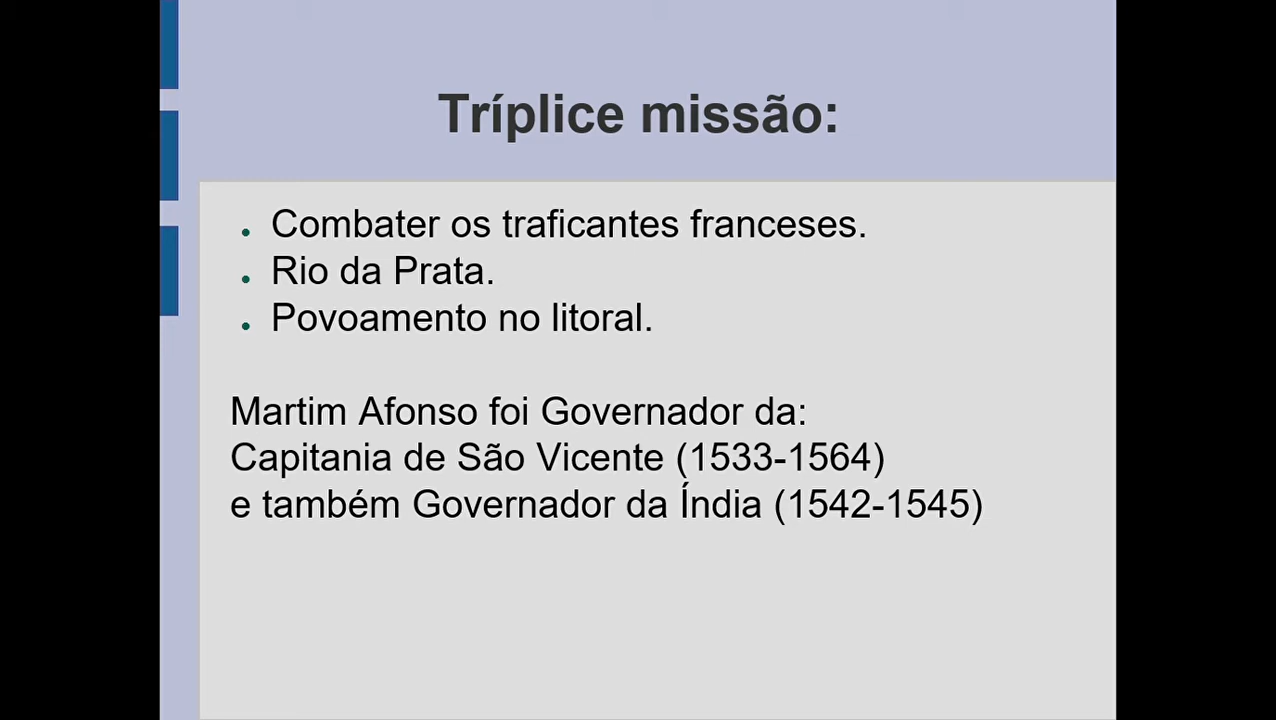 Tríplice missão:
Combater os traficantes franceses.
Rio da Prata.
Povoamento no litoral.
Martim Afonso foi Governador da:
Capitania de São Vicente (1533-1564)
e também Governador da Índia (1542-1545)